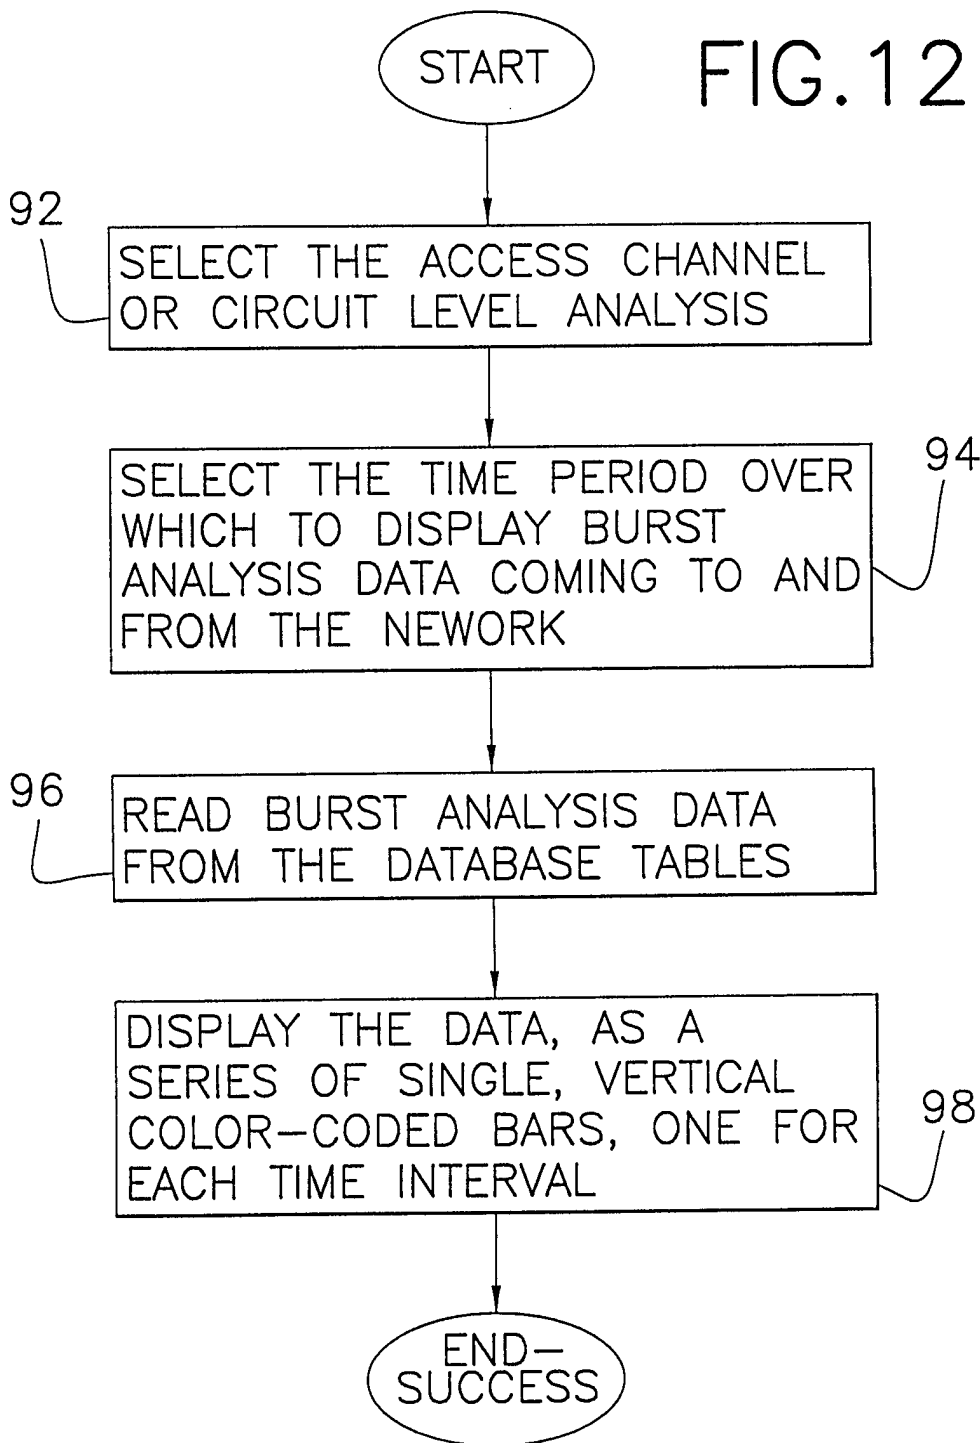 START
FIG.12
92
SELECT THE ACCESS CHANNEL
OR CIRCUIT LEVEL ANALYSIS
94
SELECT THE TIME PERIOD OVER
WHICH TO DISPLAY BURST
ANALYSIS DATA COMING TO AND
FROM THE NEWORK
96
READ BURST ANALYSIS DATA
FROM THE DATABASE TABLES
DISPLAY THE DATA, AS A
SERIES OF SINGLE, VERTICAL
COLOR-CODED BARS, ONE FOR
EACH TIME INTERVAL
98
END-
SUCCESS